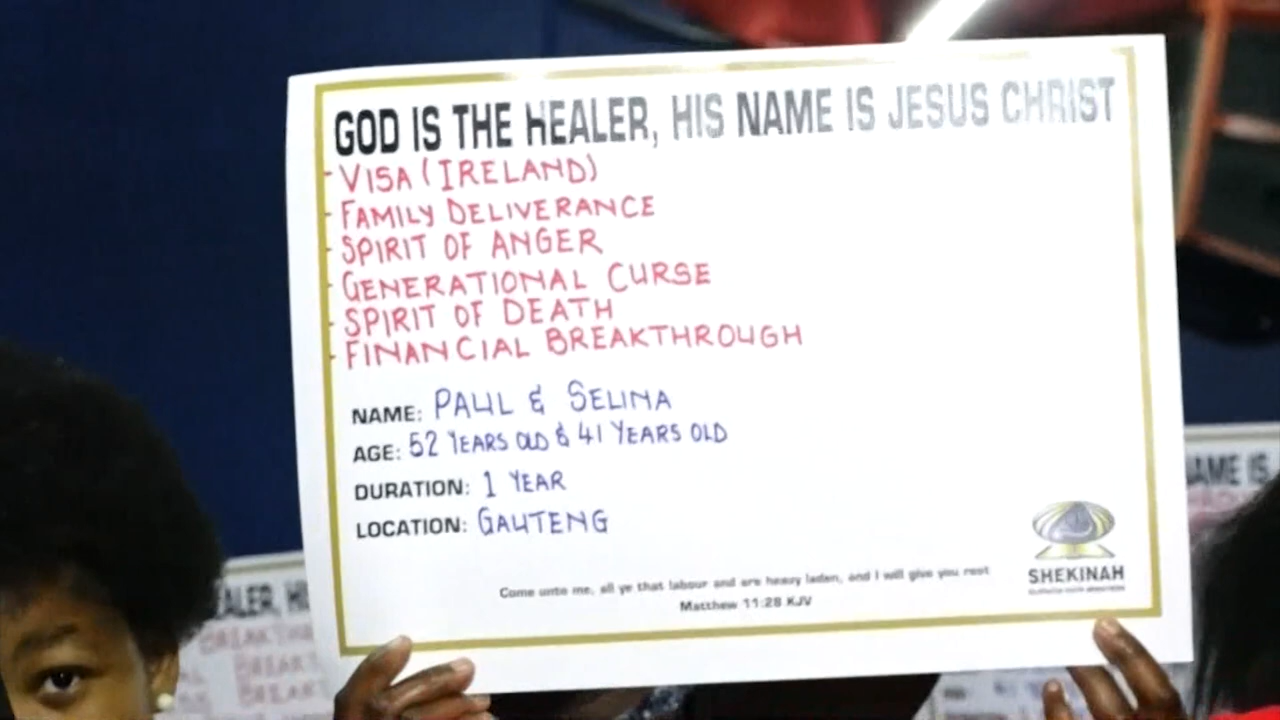 GOD IS THE HEALER, HIS NAME IS JESUS CHRIST
- VISA (IRELAND)
- FAMILY DELIVERANCE
- SPIRIT OF ANGER
- GENERATIONAL CURSE
- SPIRIT OF DEATH
- FINANCIAL BREAKTHROUGH
NAME: PAUL & SELINA
AGE: 52 YEARS OLD & 41 YEARS OLD
DURATION: 1 YEAR
LOCATION: GAUTENG
SHEKINAH
Come unto me, all ye that labour and are heavy laden, and I will give you rest
Matthew 11:28 KJV
NAME IS